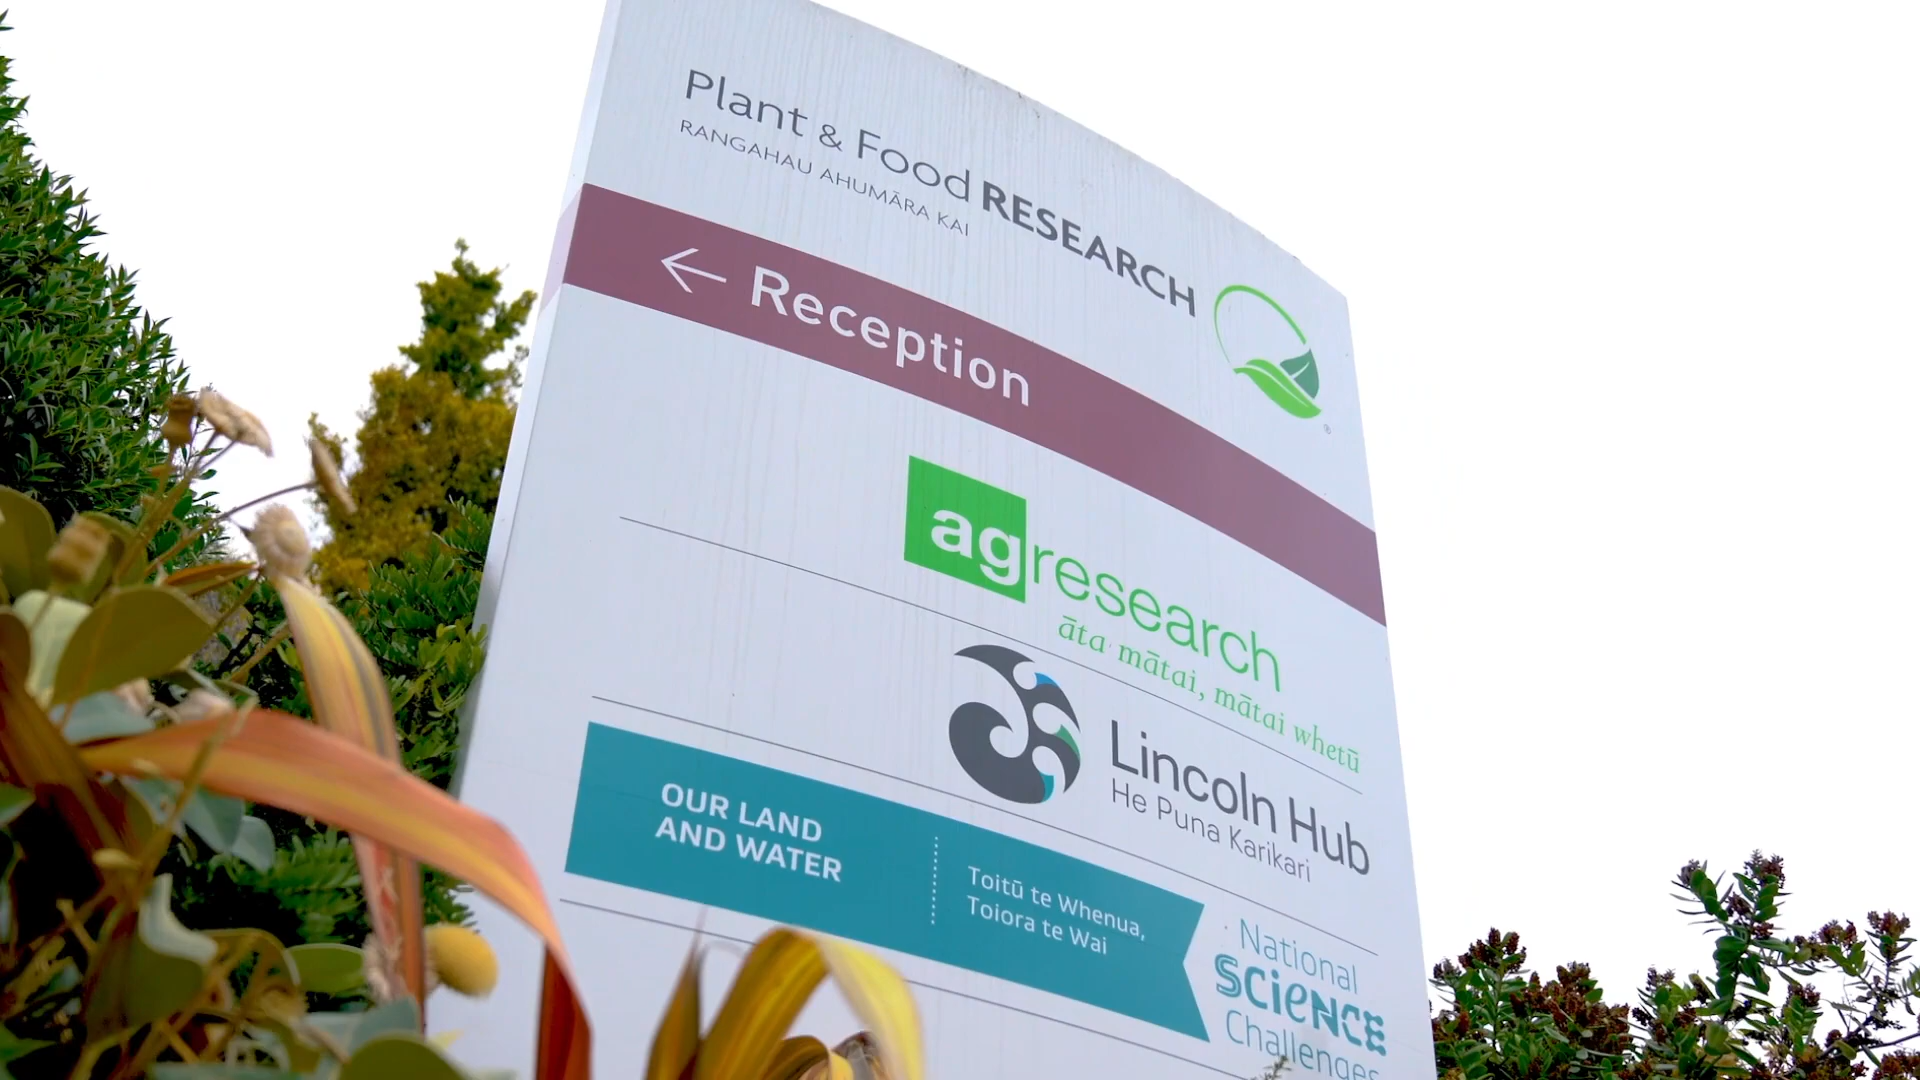 Plant & Food RESEARCH
RANGAHAU AHUMĀRA KAI
← Reception
agresearch
āta mātai, mātai whetū
Lincoln Hub
He Puna Karikari
OUR LAND
AND WATER
Toitū te Whenua,
Toiora te Wai
National
SCiENCE
Challenges